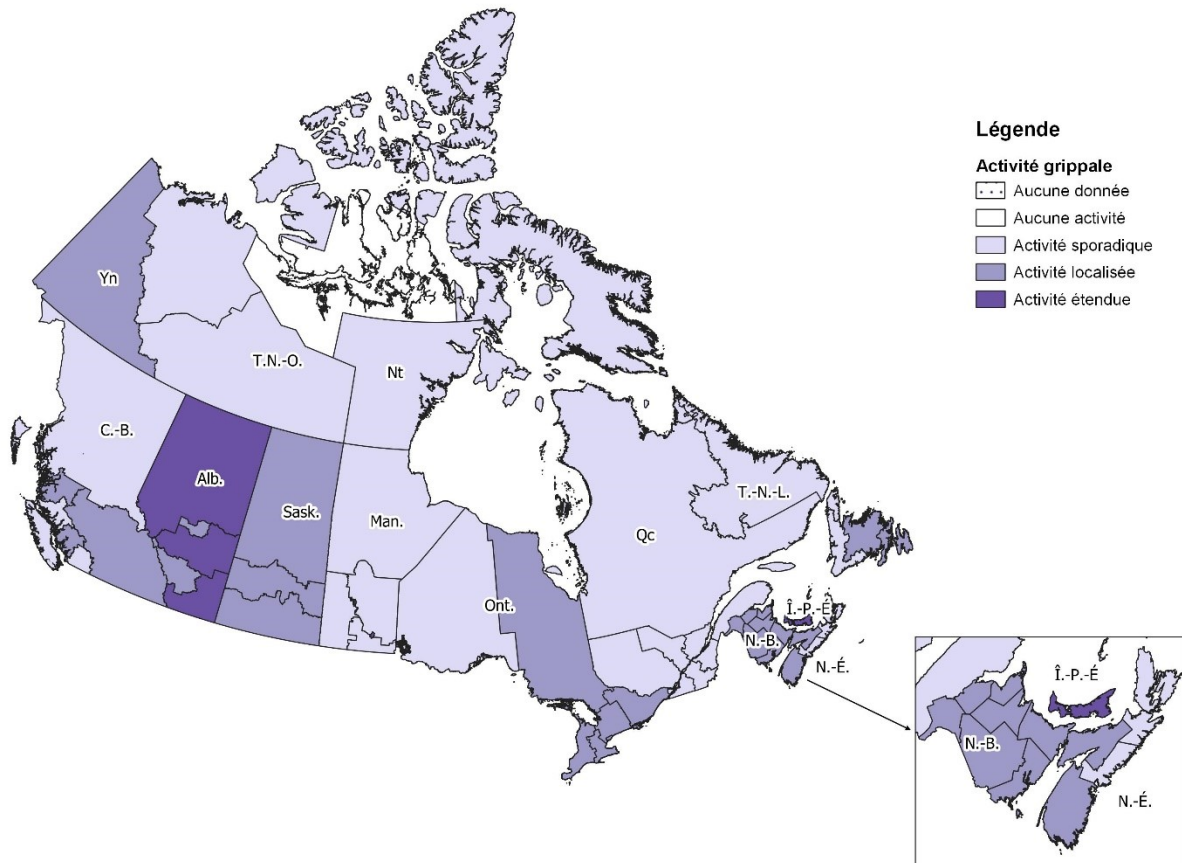 Légende
Activité grippale
Aucune donnée
Aucune activité
Activité sporadique
Activité localisée
Activité étendue
Yn
T.N.-O.
Nt
C.-B.
Alb.
Sask.
Man.
Ont.
Qc
T.-N.-L.
Î.-P.-É
N.-B.
N.-É.
Î.-P.-É
N.-B.
N.-É.